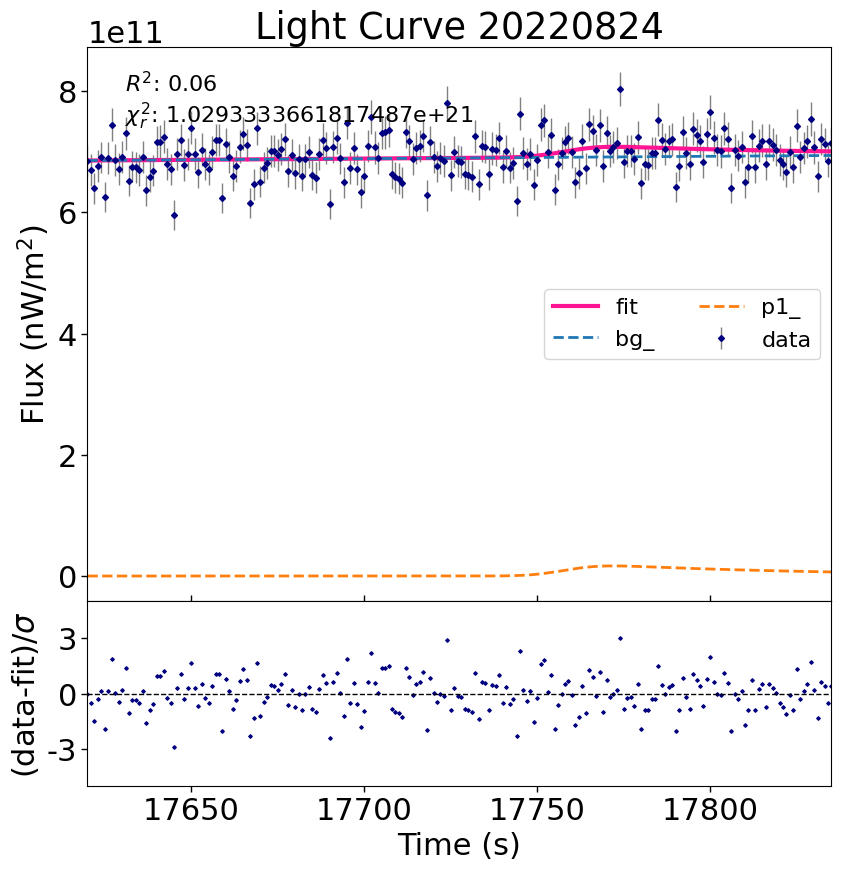 Light Curve 20220824
1e11
R²: 0.06
χ²ᵣ: 1.0293333661817487e+21
8
6
4
2
0
Flux (nW/m²)
fit
bg_
p1_
data
3
0
-3
(data-fit)/σ
17650 17700 17750 17800
Time (s)